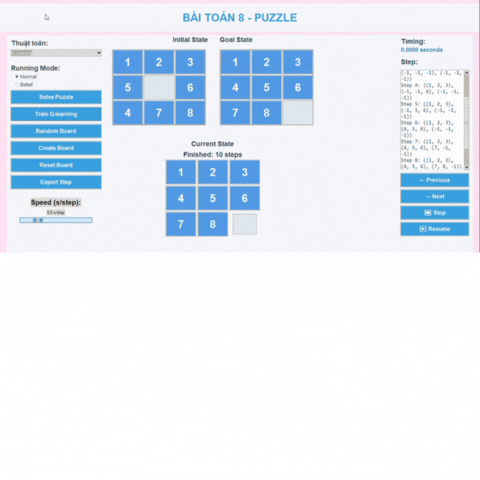 BÀI TOÁN 8 - PUZZLE
Thuật toán:
Running Mode:
Normal
Belief
Solve Puzzle
Train Q-learning
Random Board
Create Board
Reset Board
Export Step
Speed (s/step):
0.5 s/step
Initial State
1 2 3
5 6
4 7 8
Goal State
1 2 3
4 5 6
7 8
Current State
Finished: 10 steps
1 2 3
4 5 6
7 8
Timing:
0.0000 seconds
Step:
(-1, -1, -1), (-1, -1,
-1))
Step 4: ((1, 2, 3),
(-1, -1, 6), (-1, -1,
-1))
Step 5: ((1, 2, 3),
(-1, 5, 6), (-1, -1,
-1))
Step 6: ((1, 2, 3),
(4, 5, 6), (-1, -1,
-1))
Step 7: ((1, 2, 3),
(4, 5, 6), (7, -1,
-1))
Step 8: ((1, 2, 3),
(4, 5, 6), (7, 8, -1))
Previous
Next
Stop
Resume